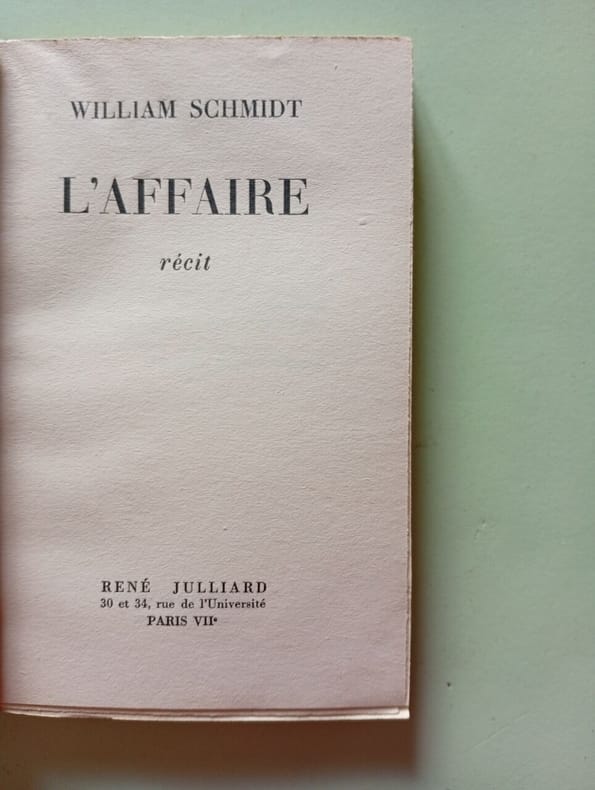 WILLIAM SCHMIDT
L'AFFAIRE
récit
RENÉ JULLIARD
30 et 34, rue de l'Université
PARIS VIIᵉ